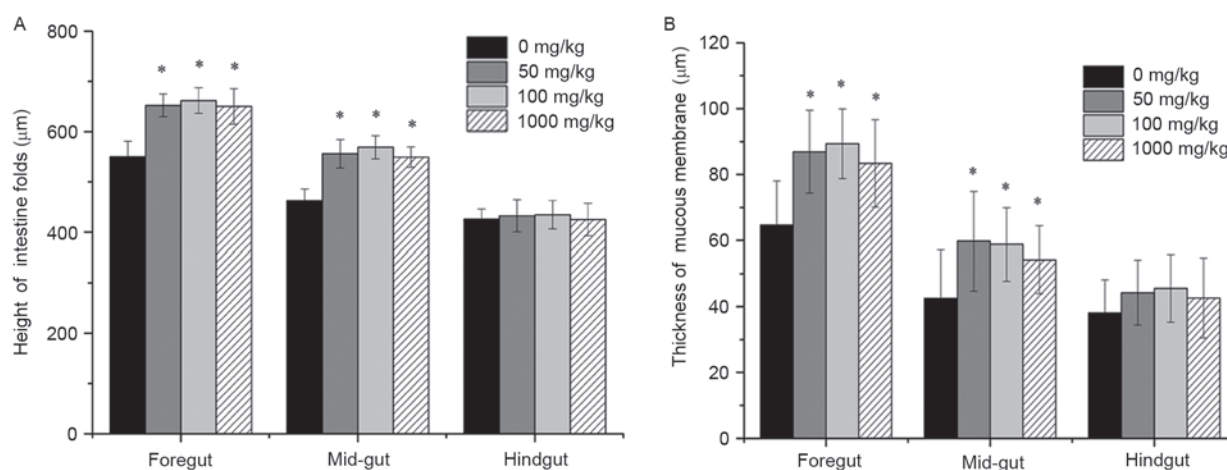 A
Height of intestine folds (μm)
800
600
400
200
0
0 mg/kg
50 mg/kg
100 mg/kg
1000 mg/kg
* * *
* * *
Foregut Mid-gut Hindgut
B
Thickness of mucous membrane (μm)
120
100
80
60
40
20
0
0 mg/kg
50 mg/kg
100 mg/kg
1000 mg/kg
* * *
* * *
Foregut Mid-gut Hindgut